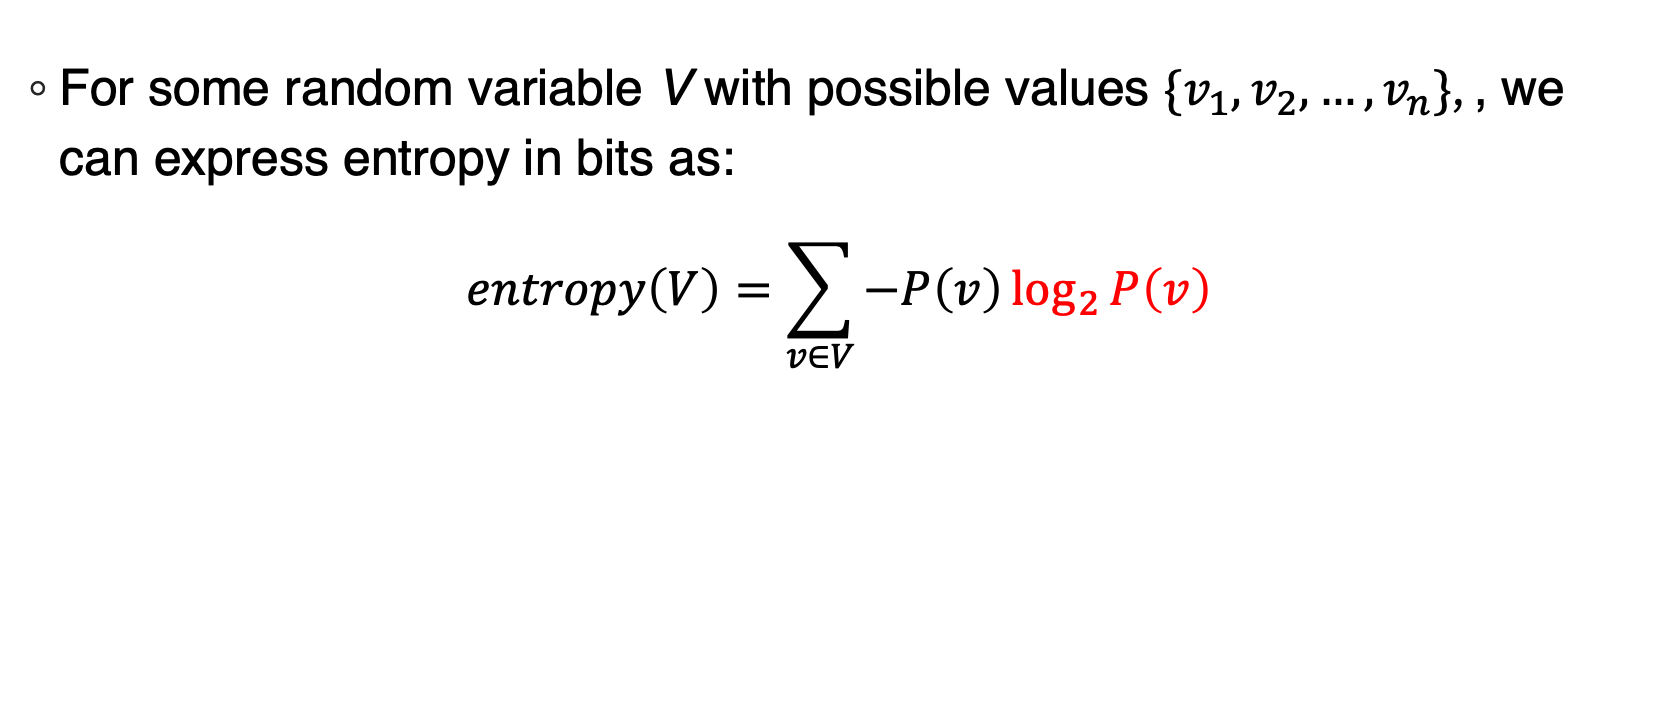 ◦ For some random variable V with possible values {v₁, v₂, … , vₙ}, , we
can express entropy in bits as:
entropy(V) = ∑_{v∈V} −P(v) log₂ P(v)